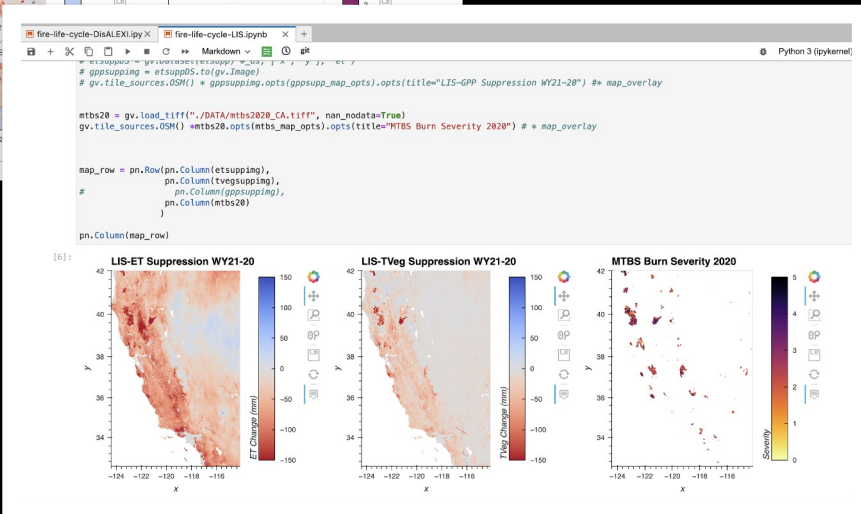 fire-life-cycle-DisALEXI.ipy × fire-life-cycle-LIS.ipynb × +
Markdown git Python 3 (ipykernel)
# etsuppDS = gv.Dataset(etsupp) #_ds, ['x', 'y'], 'et')
# gppsuppimg = etsuppDS.to(gv.Image)
# gv.tile_sources.OSM() * gppsuppimg.opts(gppsupp_map_opts).opts(title="LIS-GPP Suppression WY21-20") #* map_overlay
mtbs20 = gv.load_tiff("./DATA/mtbs2020_CA.tiff", nan_nodata=True)
gv.tile_sources.OSM() *mtbs20.opts(mtbs_map_opts).opts(title="MTBS Burn Severity 2020") # * map_overlay
map_row = pn.Row(pn.Column(etsuppimg),
pn.Column(tvegsuppimg),
# pn.Column(gppsuppimg),
pn.Column(mtbs20)
)
pn.Column(map_row)
[6]:
LIS-ET Suppression WY21-20
42
40
38
36
34
y
-124 -122 -120 -118 -116
x
150
100
50
0
-50
-100
-150
ET Change (mm)
LIS-TVeg Suppression WY21-20
42
40
38
36
34
y
-124 -122 -120 -118 -116
x
150
100
50
0
-50
-100
-150
TVeg Change (mm)
MTBS Burn Severity 2020
42
40
38
36
34
y
-124 -122 -120 -118 -116
x
5
4
3
2
1
0
Severity